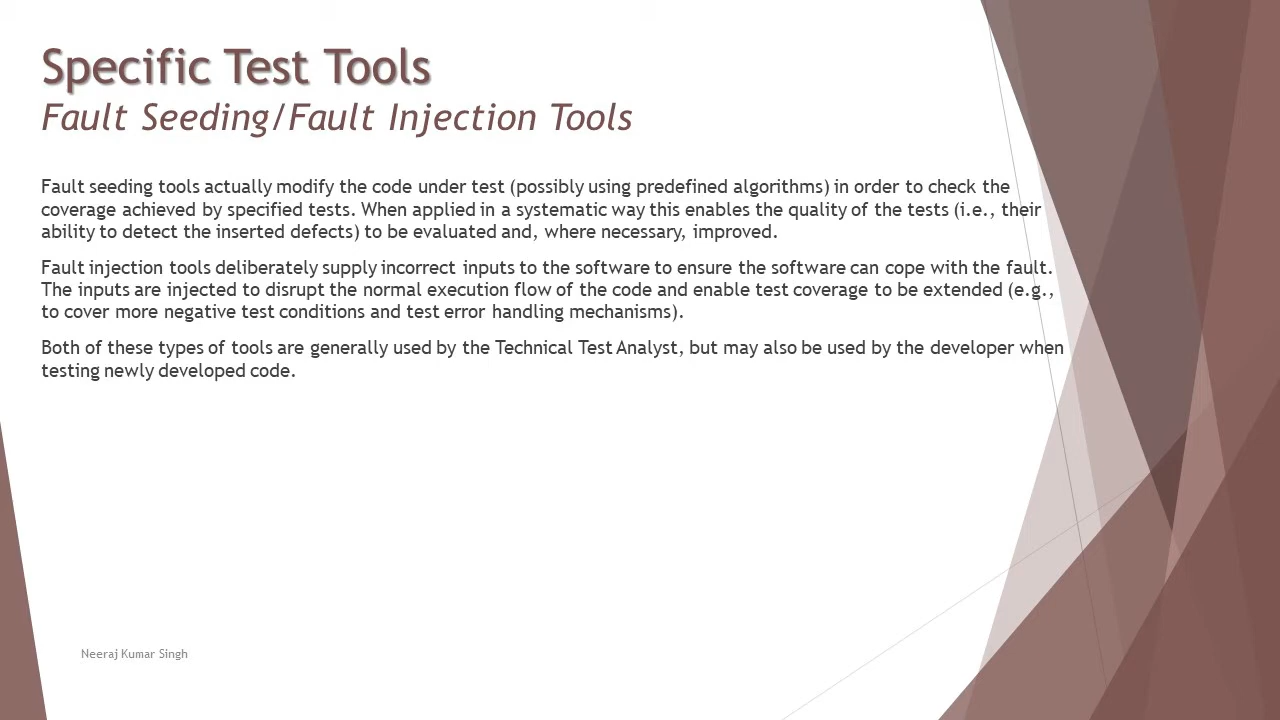 Specific Test Tools
Fault Seeding/Fault Injection Tools
Fault seeding tools actually modify the code under test (possibly using predefined algorithms) in order to check the
coverage achieved by specified tests. When applied in a systematic way this enables the quality of the tests (i.e., their
ability to detect the inserted defects) to be evaluated and, where necessary, improved.
Fault injection tools deliberately supply incorrect inputs to the software to ensure the software can cope with the fault.
The inputs are injected to disrupt the normal execution flow of the code and enable test coverage to be extended (e.g.,
to cover more negative test conditions and test error handling mechanisms).
Both of these types of tools are generally used by the Technical Test Analyst, but may also be used by the developer when
testing newly developed code.
Neeraj Kumar Singh